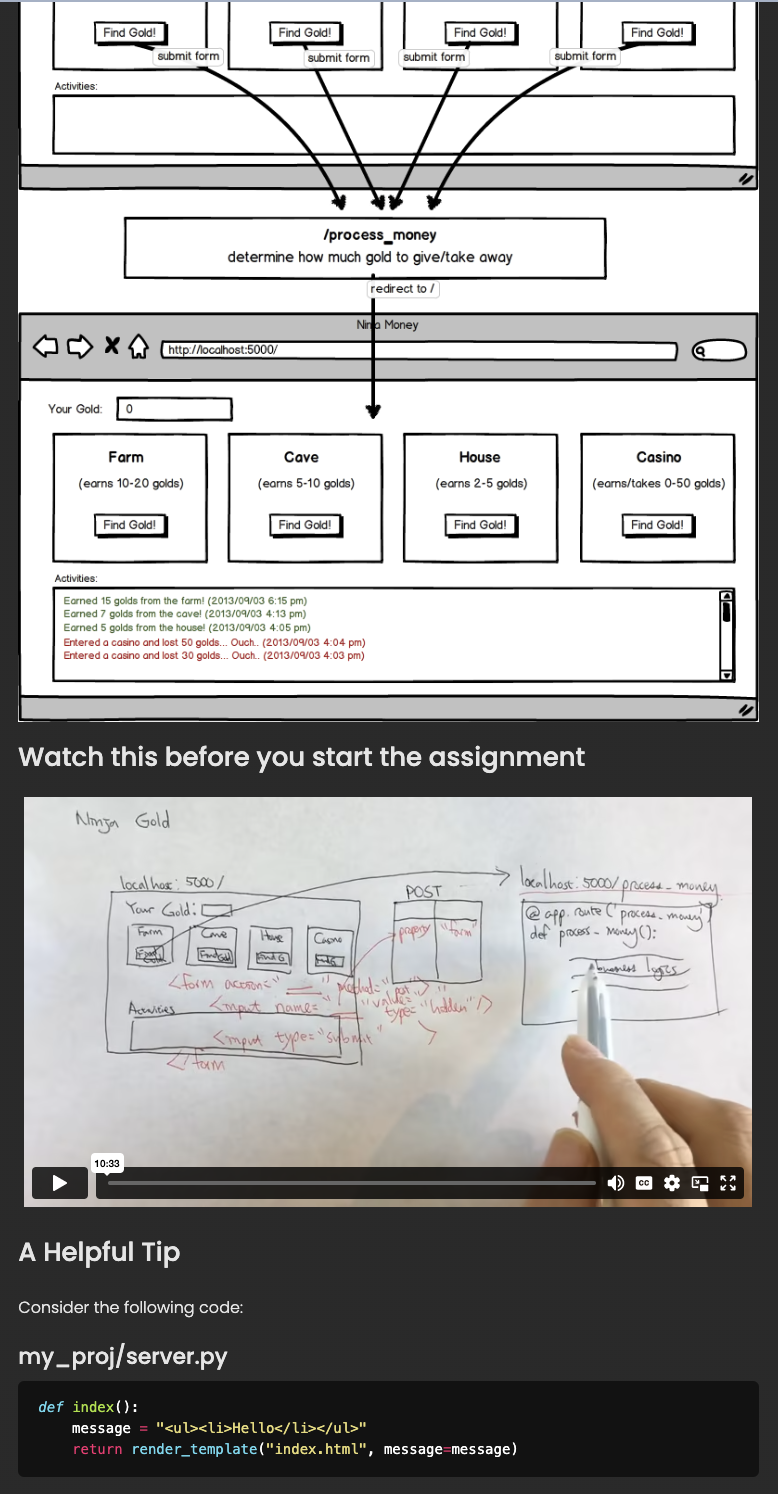 Find Gold! Find Gold! Find Gold! Find Gold!
submit form submit form submit form submit form
Activities:
/process_money
determine how much gold to give/take away
redirect to /
Ninja Money
http://localhost:5000/
Your Gold: 0
Farm Cave House Casino
(earns 10-20 golds) (earns 5-10 golds) (earns 2-5 golds) (earns/takes 0-50 golds)
Find Gold! Find Gold! Find Gold! Find Gold!
Activities:
Earned 15 golds from the farm! (2013/09/03 6:15 pm)
Earned 7 golds from the cave! (2013/09/03 4:13 pm)
Earned 5 golds from the house! (2013/09/03 4:05 pm)
Entered a casino and lost 50 golds... Ouch.. (2013/09/03 4:04 pm)
Entered a casino and lost 30 golds... Ouch.. (2013/09/03 4:03 pm)
Watch this before you start the assignment
Ninja Gold
localhost: 5000/
POST
localhost: 5000/process_money
Your Gold:
@app.route('process_money')
def process_money():
Farm Cave House Casino
property "farm"
business logic
<form action=" " method="post">
<input name=" " value=" "
type="hidden"/>
Activities
<input type="submit" >
</form
10:33
CC
A Helpful Tip
Consider the following code:
my_proj/server.py
def index():
message = "<ul><li>Hello</li></ul>"
return render_template("index.html", message=message)